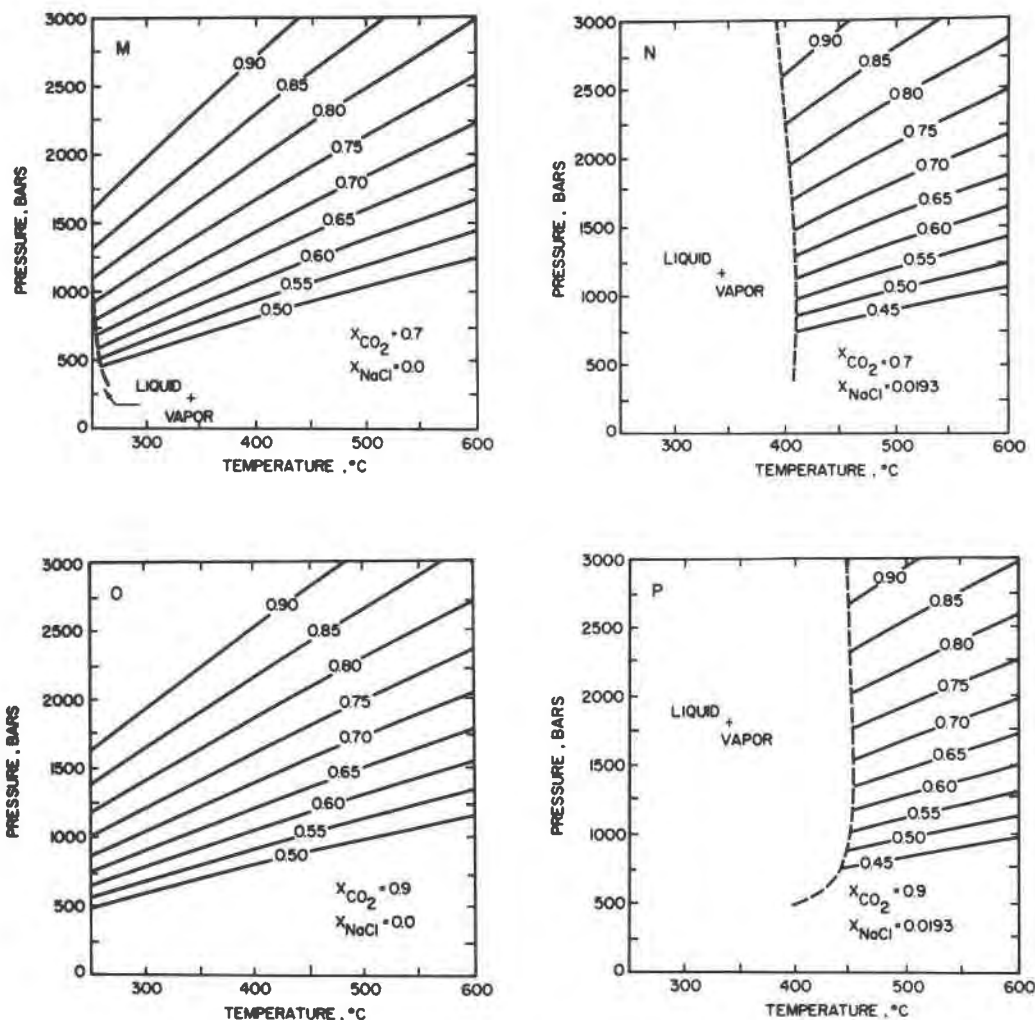 M
PRESSURE, BARS
3000
2500
2000
1500
1000
500
0
0.90
0.85
0.80
0.75
0.70
0.65
0.60
0.55
0.50
XCO2 = 0.7
XNaCl = 0.0
LIQUID
+
VAPOR
300 400 500 600
TEMPERATURE, °C
N
PRESSURE, BARS
3000
2500
2000
1500
1000
500
0
0.90
0.85
0.80
0.75
0.70
0.65
0.60
0.55
0.50
0.45
LIQUID
+
VAPOR
XCO2 = 0.7
XNaCl = 0.0193
300 400 500 600
TEMPERATURE, °C
O
PRESSURE, BARS
3000
2500
2000
1500
1000
500
0
0.90
0.85
0.80
0.75
0.70
0.65
0.60
0.55
0.50
XCO2 = 0.9
XNaCl = 0.0
300 400 500 600
TEMPERATURE, °C
P
PRESSURE, BARS
3000
2500
2000
1500
1000
500
0
0.90
0.85
0.80
0.75
0.70
0.65
0.60
0.55
0.50
0.45
LIQUID
+
VAPOR
XCO2 = 0.9
XNaCl = 0.0193
300 400 500 600
TEMPERATURE, °C